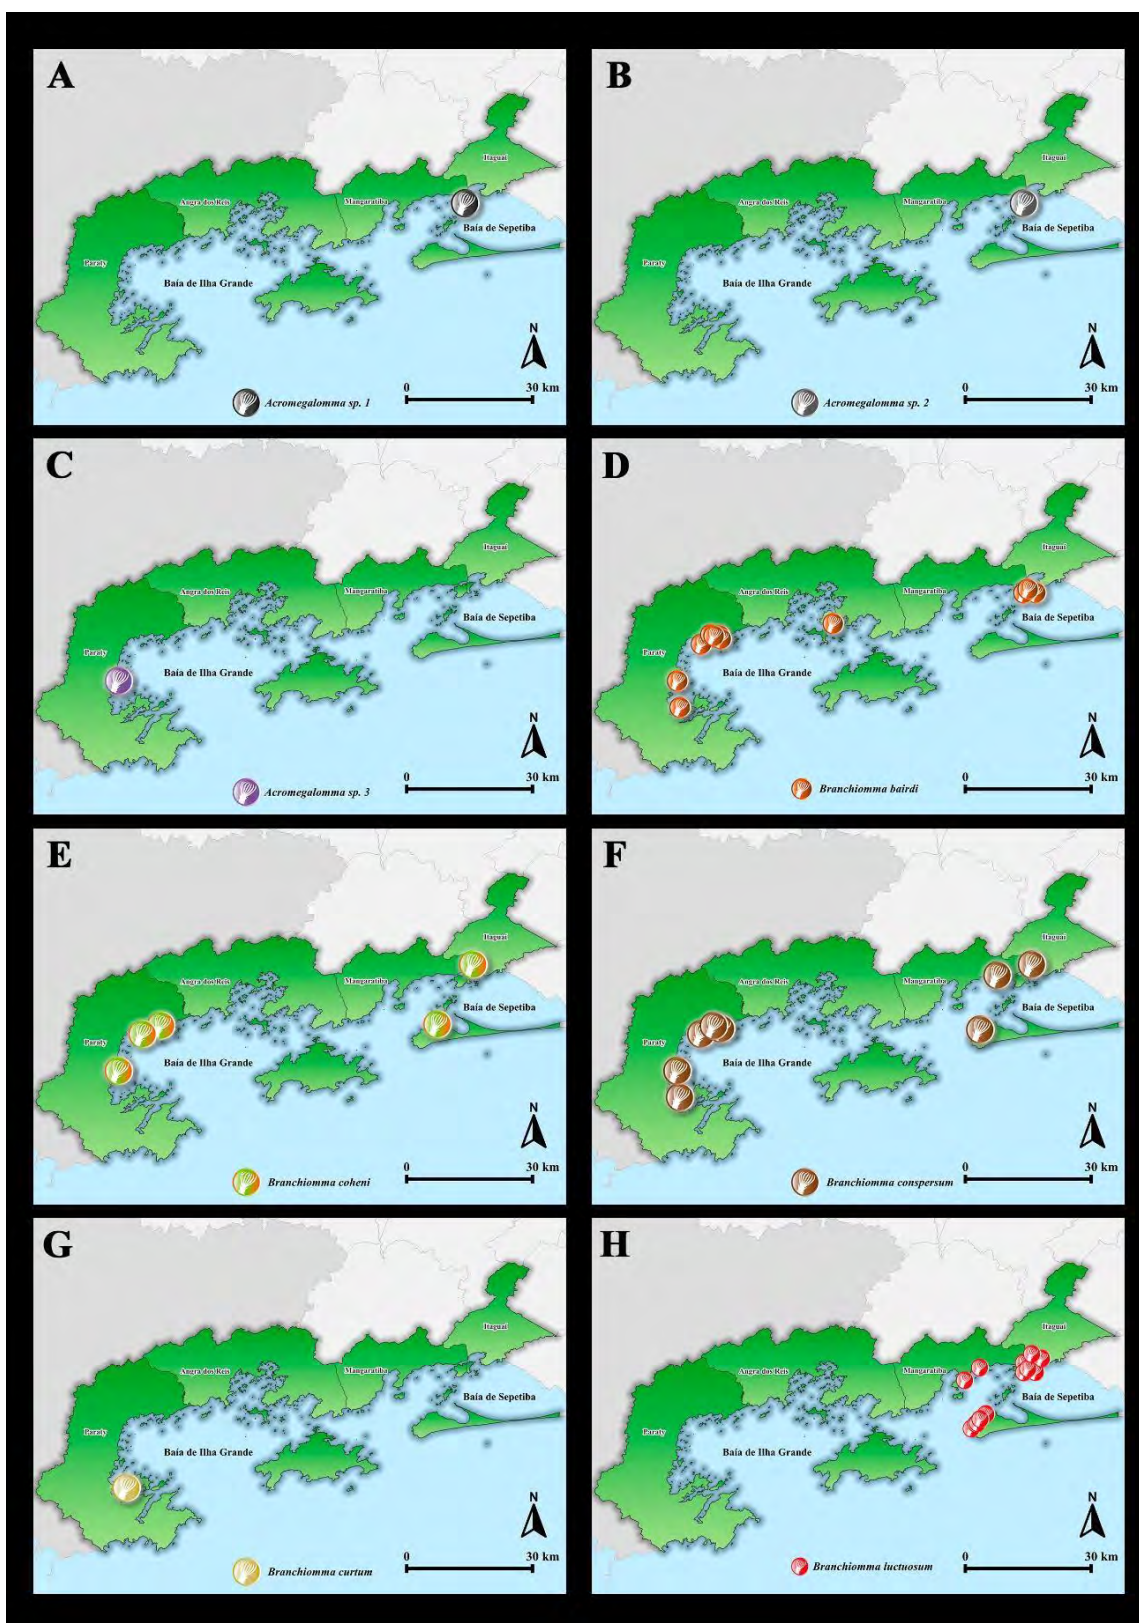 A
Itaguaí
Angra dos Reis
Mangaratiba
Baía de Sepetiba
Paraty
Baía de Ilha Grande
N
0 30 km
Acromegalomma sp. 1
B
Itaguaí
Angra dos Reis
Mangaratiba
Baía de Sepetiba
Paraty
Baía de Ilha Grande
N
0 30 km
Acromegalomma sp. 2
C
Itaguaí
Angra dos Reis
Mangaratiba
Baía de Sepetiba
Paraty
Baía de Ilha Grande
N
0 30 km
Acromegalomma sp. 3
D
Itaguaí
Angra dos Reis
Mangaratiba
Baía de Sepetiba
Paraty
Baía de Ilha Grande
N
0 30 km
Branchiomma bairdi
E
Itaguaí
Angra dos Reis
Mangaratiba
Baía de Sepetiba
Paraty
Baía de Ilha Grande
N
0 30 km
Branchiomma coheni
F
Itaguaí
Angra dos Reis
Mangaratiba
Baía de Sepetiba
Paraty
Baía de Ilha Grande
N
0 30 km
Branchiomma conspersum
G
Itaguaí
Angra dos Reis
Mangaratiba
Baía de Sepetiba
Paraty
Baía de Ilha Grande
N
0 30 km
Branchiomma curtum
H
Itaguaí
Angra dos Reis
Mangaratiba
Baía de Sepetiba
Paraty
Baía de Ilha Grande
N
0 30 km
Branchiomma luctuosum